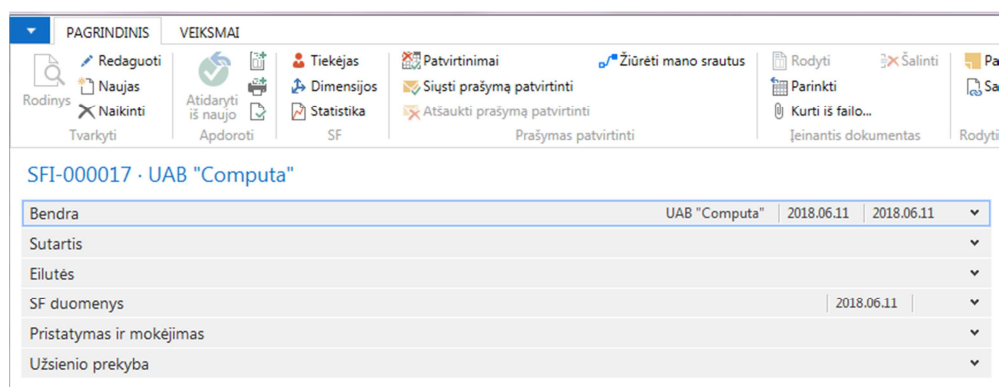 PAGRINDINIS VEIKSMAI
Redaguoti Tiekėjas Patvirtinimai Žiūrėti mano srautus Rodyti Šalinti Pa
Naujas Dimensijos Siųsti prašymą patvirtinti Parinkti Sa
Rodinys Naikinti Atidaryti iš naujo Statistika Atšaukti prašymą patvirtinti Kurti iš failo...
Tvarkyti Apdoroti SF Prašymas patvirtinti Įeinantis dokumentas Rodyti
SFI-000017 · UAB "Computa"
Bendra UAB "Computa" 2018.06.11 2018.06.11
Sutartis
Eilutės
SF duomenys 2018.06.11
Pristatymas ir mokėjimas
Užsienio prekyba